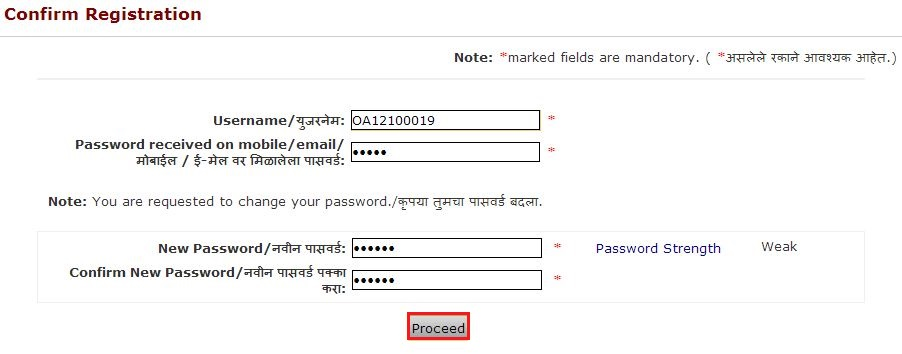 Confirm Registration
Note: *marked fields are mandatory. ( *असलेले रकाने आवश्यक आहेत.)
Username/युजरनेम: OA12100019 *
Password received on mobile/email/
मोबाईल / ई-मेल वर मिळालेला पासवर्ड: ••••• *
Note: You are requested to change your password./कृपया तुमचा पासवर्ड बदला.
New Password/नवीन पासवर्ड: •••••• * Password Strength Weak
Confirm New Password/नवीन पासवर्ड पक्का
करा: •••••• *
Proceed